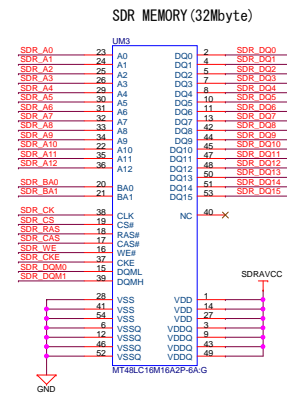 SDR MEMORY(32Mbyte)
UM3
SDR_A0 23 A0 DQ0 2 SDR_DQ0
SDR_A1 24 A1 DQ1 4 SDR_DQ1
SDR_A2 25 A2 DQ2 5 SDR_DQ2
SDR_A3 26 A3 DQ3 7 SDR_DQ3
SDR_A4 29 A4 DQ4 8 SDR_DQ4
SDR_A5 30 A5 DQ5 10 SDR_DQ5
SDR_A6 31 A6 DQ6 11 SDR_DQ6
SDR_A7 32 A7 DQ7 13 SDR_DQ7
SDR_A8 33 A8 DQ8 42 SDR_DQ8
SDR_A9 34 A9 DQ9 44 SDR_DQ9
SDR_A10 22 A10 DQ10 45 SDR_DQ10
SDR_A11 35 A11 DQ11 47 SDR_DQ11
SDR_A12 36 A12 DQ12 48 SDR_DQ12
DQ13 50 SDR_DQ13
SDR_BA0 20 BA0 DQ14 51 SDR_DQ14
SDR_BA1 21 BA1 DQ15 53 SDR_DQ15
SDR_CK 38 CLK NC 40
SDR_CS 19 CS#
SDR_RAS 18 RAS#
SDR_CAS 17 CAS#
SDR_WE 16 WE#
SDR_CKE 37 CKE
SDR_DQM0 15 DQML
SDR_DQM1 39 DQMH
SDRAVCC
28 VSS VDD 1
41 VSS VDD 14
54 VSS VDD 27
6 VSSQ VDDQ 3
12 VSSQ VDDQ 9
46 VSSQ VDDQ 43
52 VSSQ VDDQ 49
MT48LC16M16A2P-6A:G
GND